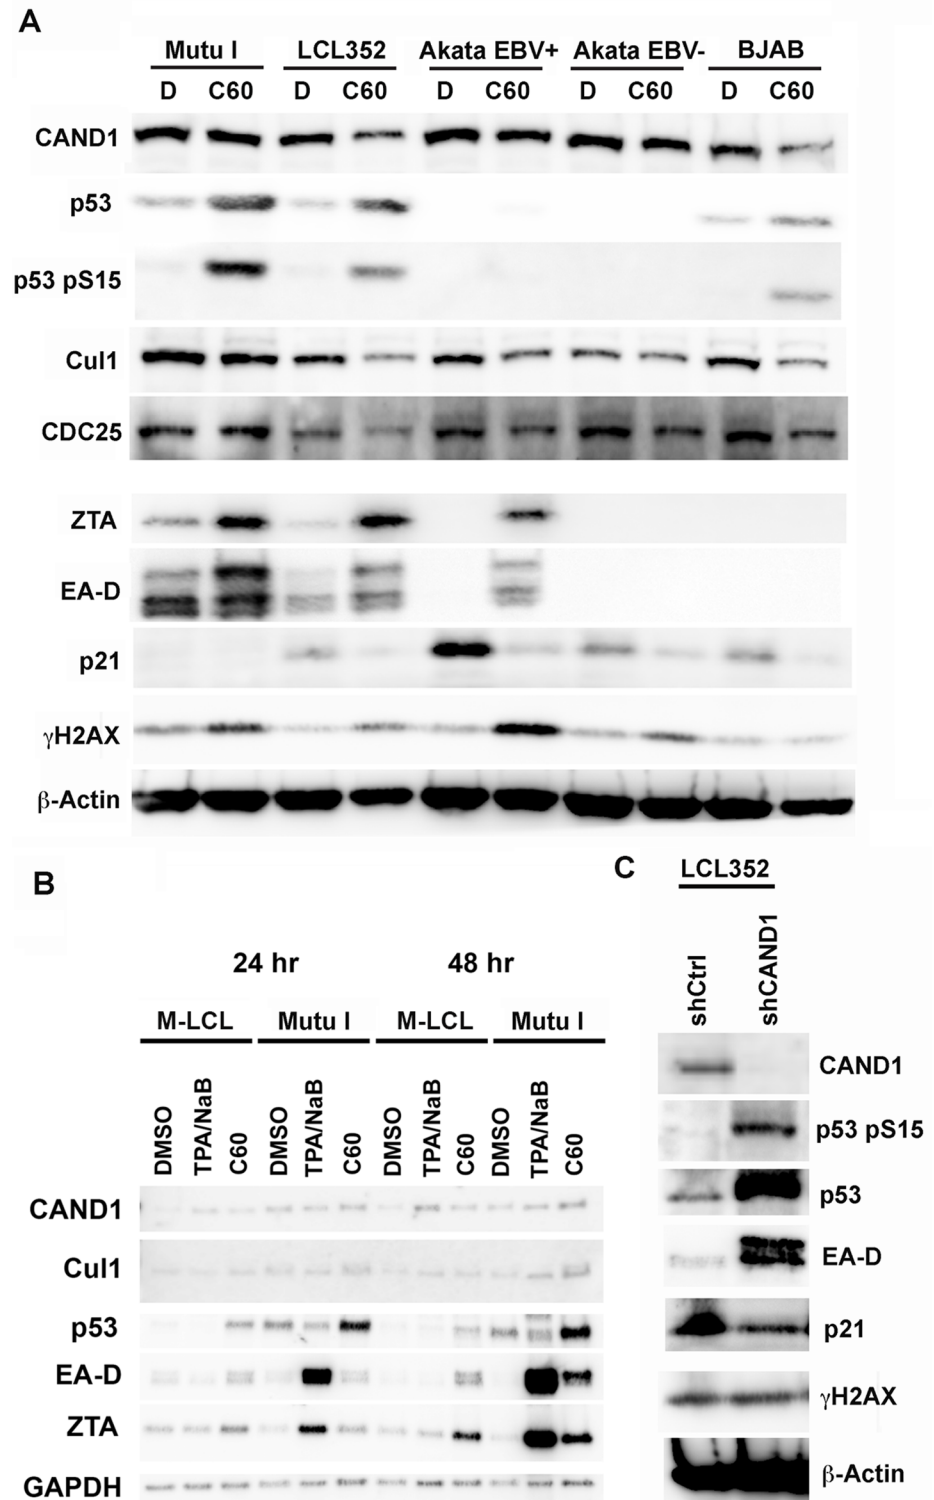 A
Mutu I LCL352 Akata EBV+ Akata EBV- BJAB
D C60 D C60 D C60 D C60 D C60
CAND1
p53
p53 pS15
Cul1
CDC25
ZTA
EA-D
p21
γH2AX
β-Actin
B
24 hr 48 hr
M-LCL Mutu I M-LCL Mutu I
DMSO TPA/NaB C60 DMSO TPA/NaB C60 DMSO TPA/NaB C60 DMSO TPA/NaB C60
CAND1
Cul1
p53
EA-D
ZTA
GAPDH
C
LCL352
shCtrl shCAND1
CAND1
p53 pS15
p53
EA-D
p21
γH2AX
β-Actin